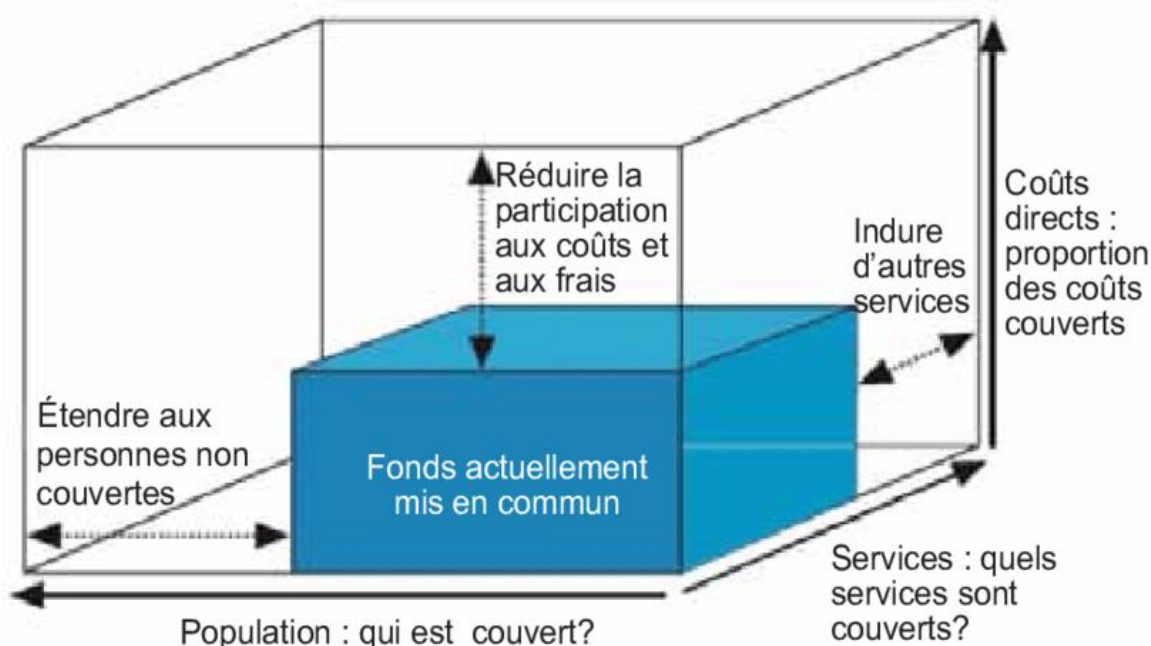 Réduire la
participation
aux coûts et
aux frais
Coûts
directs :
proportion
des coûts
couverts
Indure
d'autres
services
Étendre aux
personnes non
couvertes
Fonds actuellement
mis en commun
Services : quels
services sont
couverts?
Population : qui est couvert?